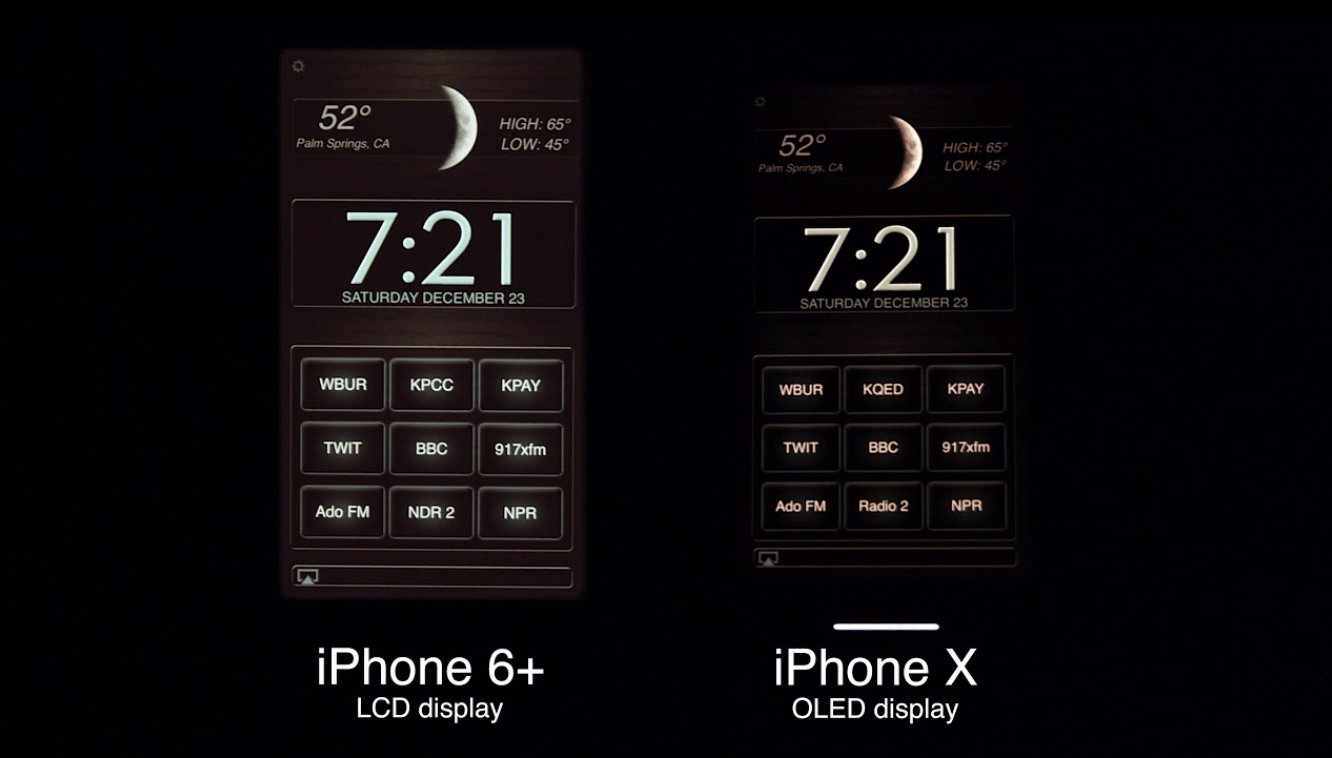 52°
Palm Springs, CA
HIGH: 65°
LOW: 45°
7:21
SATURDAY DECEMBER 23
WBUR KPCC KPAY
TWIT BBC 917xfm
Ado FM NDR 2 NPR
iPhone 6+
LCD display
52°
Palm Springs, CA
HIGH: 65°
LOW: 45°
7:21
SATURDAY DECEMBER 23
WBUR KQED KPAY
TWIT BBC 917xfm
Ado FM Radio 2 NPR
iPhone X
OLED display